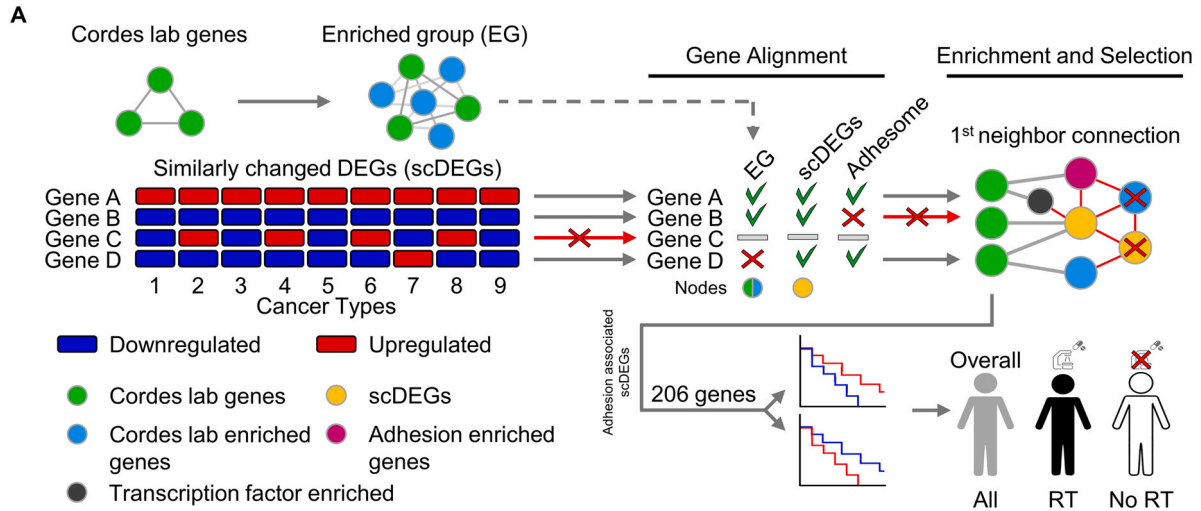 A
Cordes lab genes
Enriched group (EG)
Gene Alignment
Enrichment and Selection
EG
scDEGs
Adhesome
1st neighbor connection
Similarly changed DEGs (scDEGs)
Gene A
Gene B
Gene C
Gene D
1 2 3 4 5 6 7 8 9
Cancer Types
Gene A
Gene B
Gene C
Gene D
Nodes
Downregulated
Upregulated
Cordes lab genes
scDEGs
Cordes lab enriched
genes
Adhesion enriched
genes
Transcription factor enriched
Adhesion associated
scDEGs
206 genes
Overall
All
RT
No RT